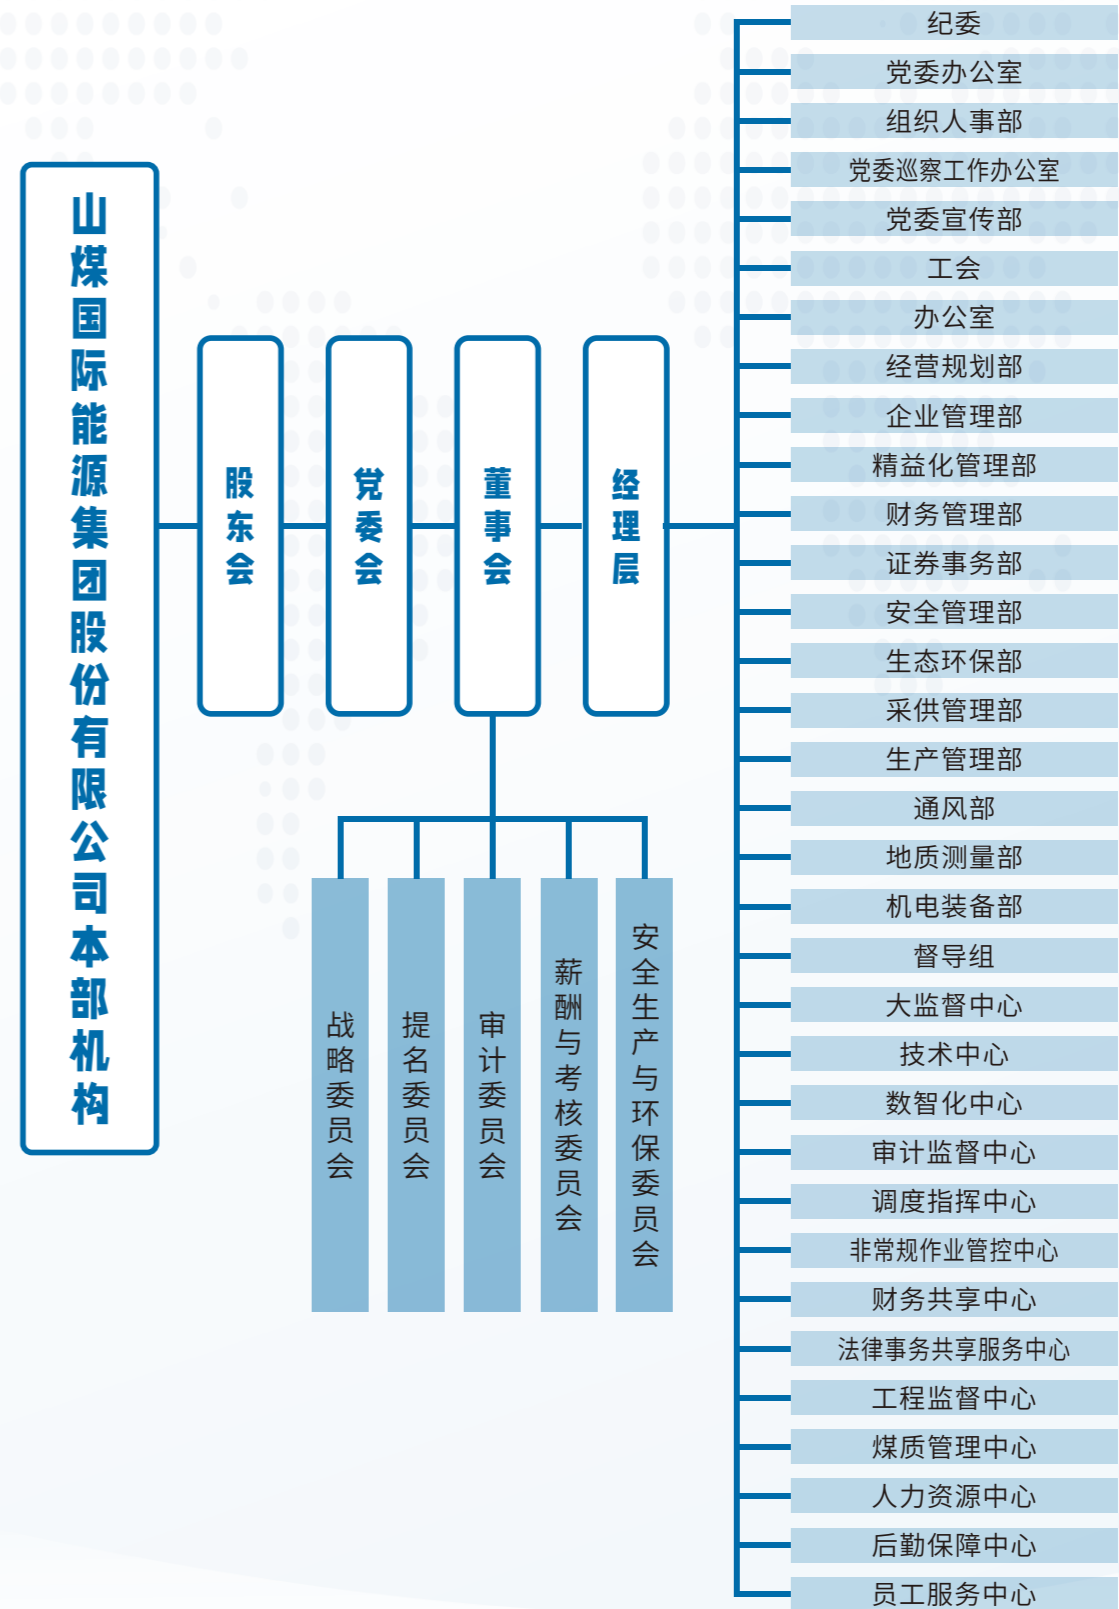 山煤国际能源集团股份有限公司本部机构
股东会
党委会
董事会
经理层
战略委员会
提名委员会
审计委员会
薪酬与考核委员会
安全生产与环保委员会
纪委
党委办公室
组织人事部
党委巡察工作办公室
党委宣传部
工会
办公室
经营规划部
企业管理部
精益化管理部
财务管理部
证券事务部
安全管理部
生态环保部
采供管理部
生产管理部
通风部
地质测量部
机电装备部
督导组
大监督中心
技术中心
数智化中心
审计监督中心
调度指挥中心
非常规作业管控中心
财务共享中心
法律事务共享服务中心
工程监督中心
煤质管理中心
人力资源中心
后勤保障中心
员工服务中心